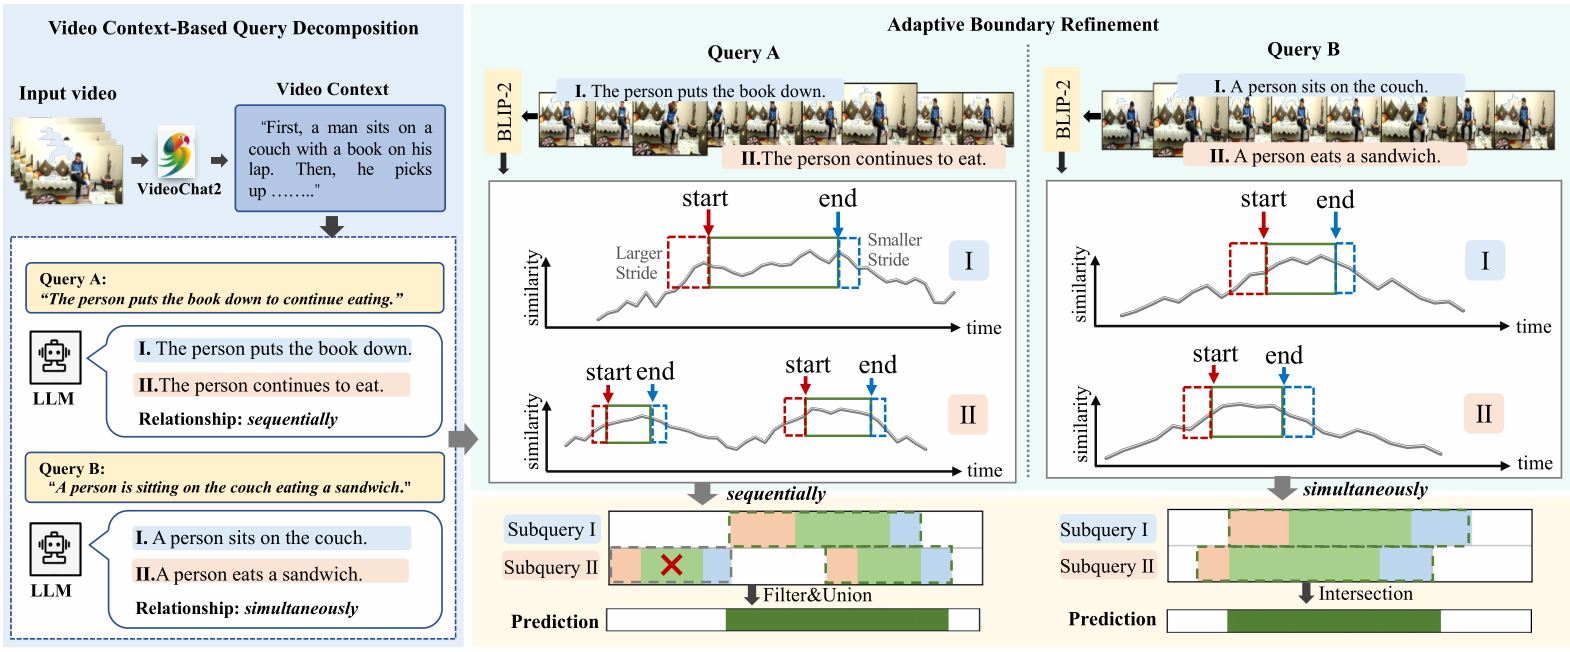 Video Context-Based Query Decomposition
Input video
VideoChat2
Video Context
"First, a man sits on a
couch with a book on his
lap. Then, he picks
up …….."
Query A:
“The person puts the book down to continue eating.”
LLM
I. The person puts the book down.
II.The person continues to eat.
Relationship: sequentially
Query B:
“A person is sitting on the couch eating a sandwich.”
LLM
I. A person sits on the couch.
II.A person eats a sandwich.
Relationship: simultaneously
Adaptive Boundary Refinement
Query A
BLIP-2
I. The person puts the book down.
II.The person continues to eat.
start
end
Larger
Stride
Smaller
Stride
I
similarity
time
start end
start
end
II
similarity
time
sequentially
Subquery I
Subquery II
Filter&Union
Prediction
Query B
BLIP-2
I. A person sits on the couch.
II. A person eats a sandwich.
start
end
I
similarity
time
start
end
II
similarity
time
simultaneously
Subquery I
Subquery II
Intersection
Prediction